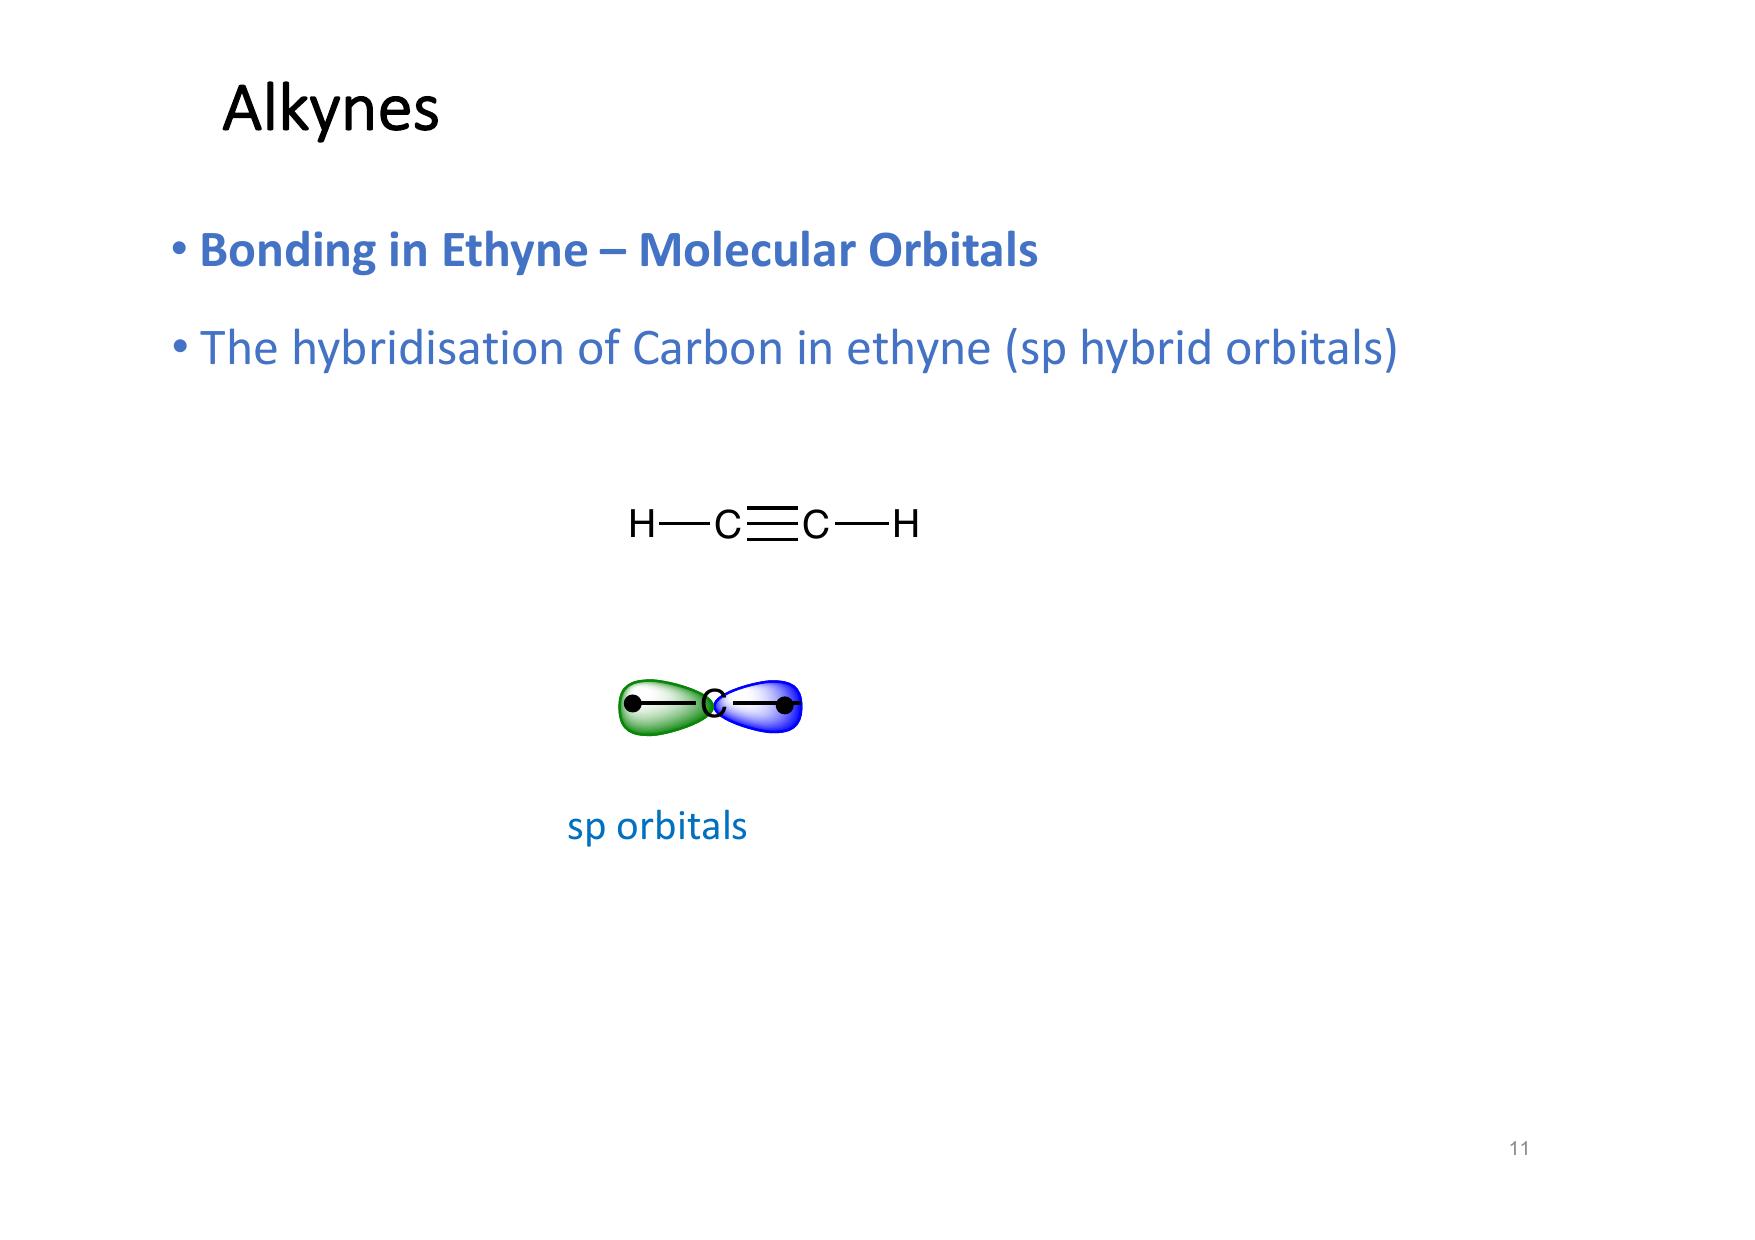 Alkynes
• Bonding in Ethyne – Molecular Orbitals
• The hybridisation of Carbon in ethyne (sp hybrid orbitals)
H—C≡C—H
C
sp orbitals
11